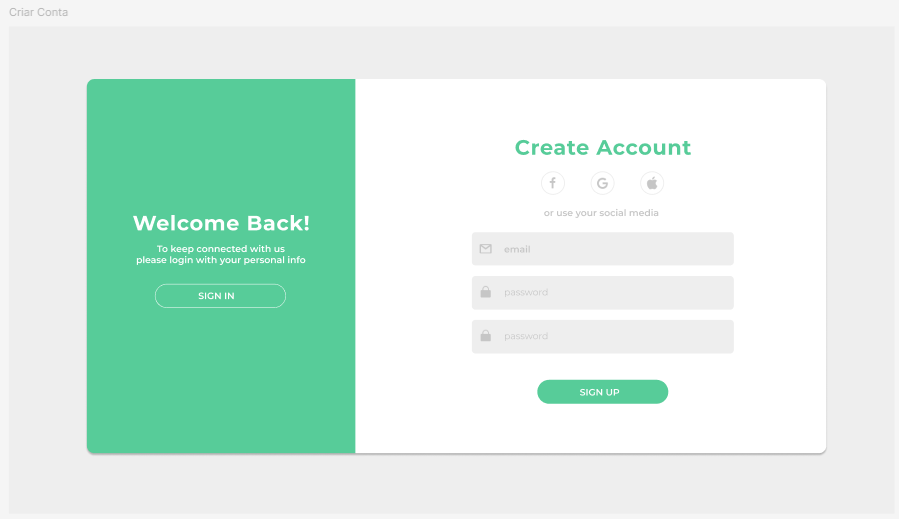 Criar Conta
Welcome Back!
To keep connected with us
please login with your personal info
SIGN IN
Create Account
or use your social media
email
password
password
SIGN UP